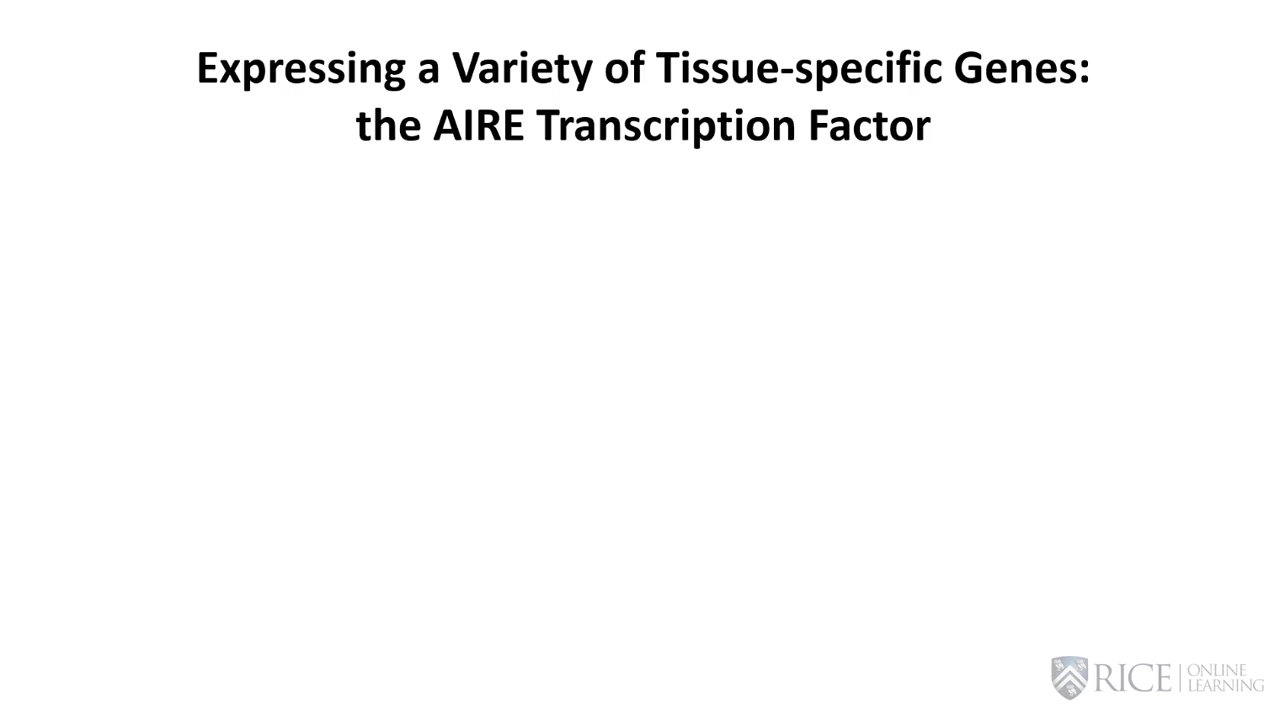 Expressing a Variety of Tissue-specific Genes:
the AIRE Transcription Factor
RICE ONLINE LEARNING